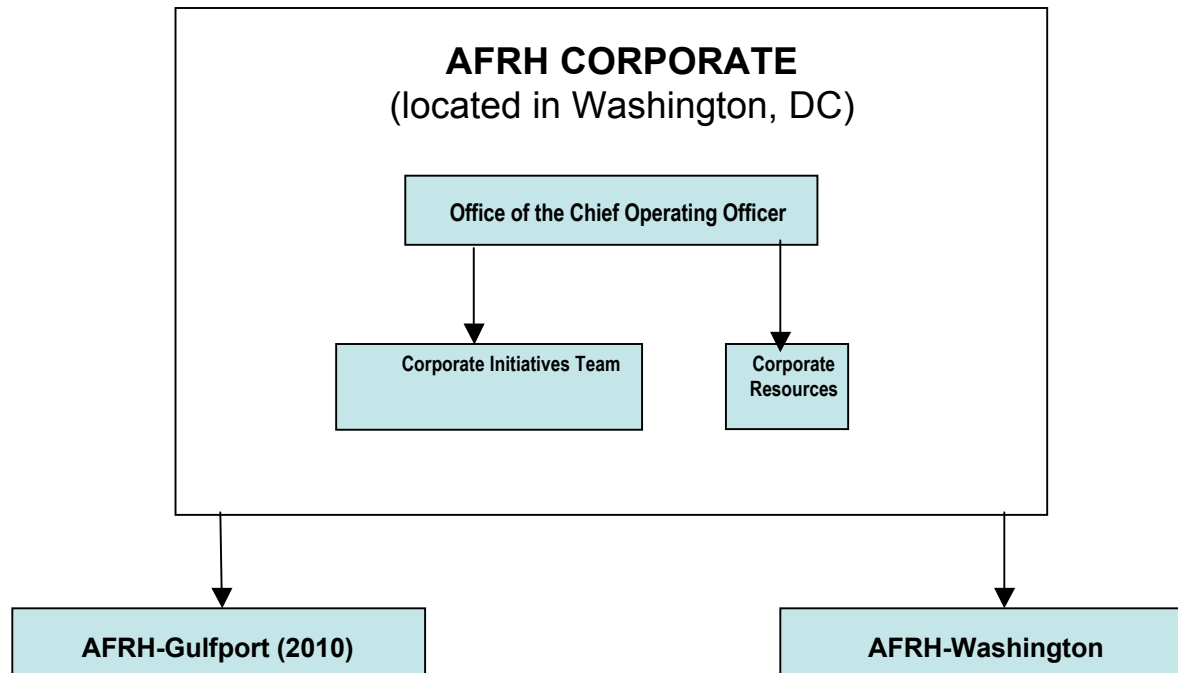 AFRH CORPORATE
(located in Washington, DC)
Office of the Chief Operating Officer
Corporate Initiatives Team
Corporate
Resources
AFRH-Gulfport (2010)
AFRH-Washington